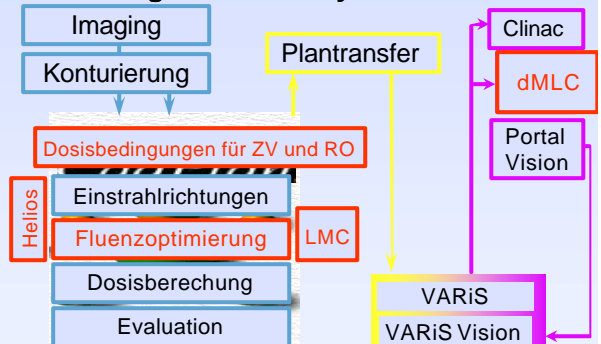 Imaging
Konturierung
Dosisbedingungen für ZV und RO
Helios
Einstrahlrichtungen
Fluenzoptimierung
LMC
Dosisberechung
Evaluation
Plantransfer
Clinac
dMLC
Portal
Vision
VARiS
VARiS Vision